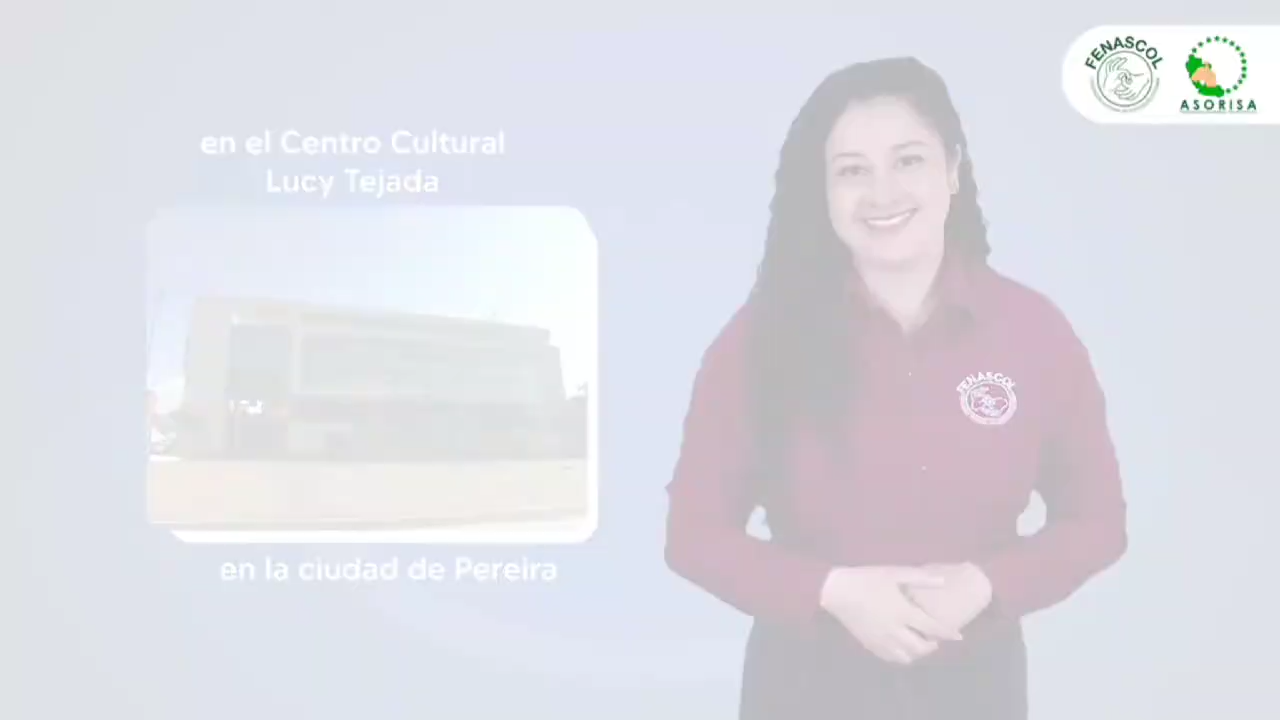 en el Centro Cultural
Lucy Tejada
en la ciudad de Pereira
FENASCOL
ASORISA
FENASCOL